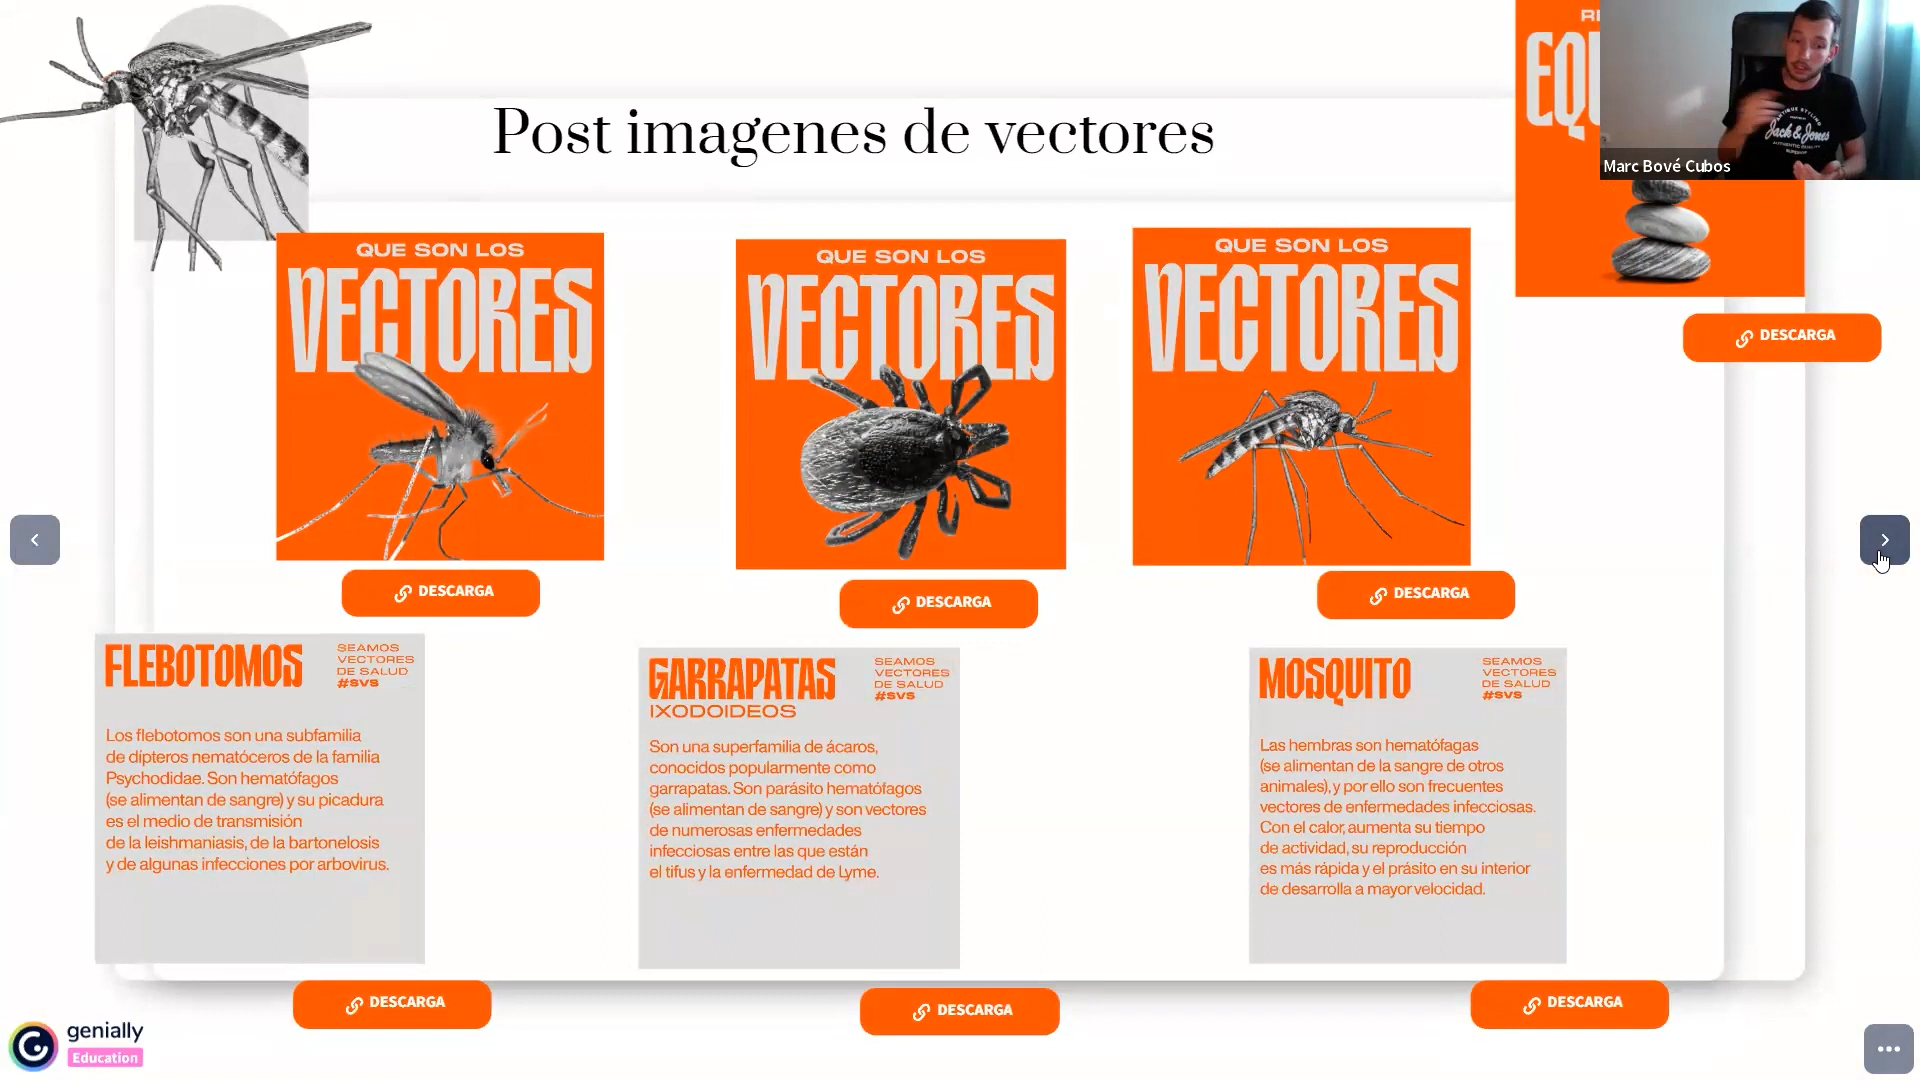 Post imagenes de vectores
Marc Bové Cubos
Jack & Jones
QUE SON LOS
VECTORES
DESCARGA
QUE SON LOS
VECTORES
DESCARGA
QUE SON LOS
VECTORES
DESCARGA
DESCARGA
FLEBOTOMOS
SEAMOS
VECTORES
DE SALUD
#SVS
Los flebotomos son una subfamilia
de dípteros nematóceros de la familia
Psychodidae. Son hematófagos
(se alimentan de sangre) y su picadura
es el medio de transmisión
de la leishmaniasis, de la bartonelosis
y de algunas infecciones por arbovirus.
DESCARGA
GARRAPATAS
IXODOIDEOS
SEAMOS
VECTORES
DE SALUD
#SVS
Son una superfamilia de ácaros,
conocidos popularmente como
garrapatas. Son parásito hematófagos
(se alimentan de sangre) y son vectores
de numerosas enfermedades
infecciosas entre las que están
el tifus y la enfermedad de Lyme.
DESCARGA
MOSQUITO
SEAMOS
VECTORES
DE SALUD
#SVS
Las hembras son hematófagas
(se alimentan de la sangre de otros
animales), y por ello son frecuentes
vectores de enfermedades infecciosas.
Con el calor, aumenta su tiempo
de actividad, su reproducción
es más rápida y el prásito en su interior
de desarrolla a mayor velocidad.
DESCARGA
genially
Education